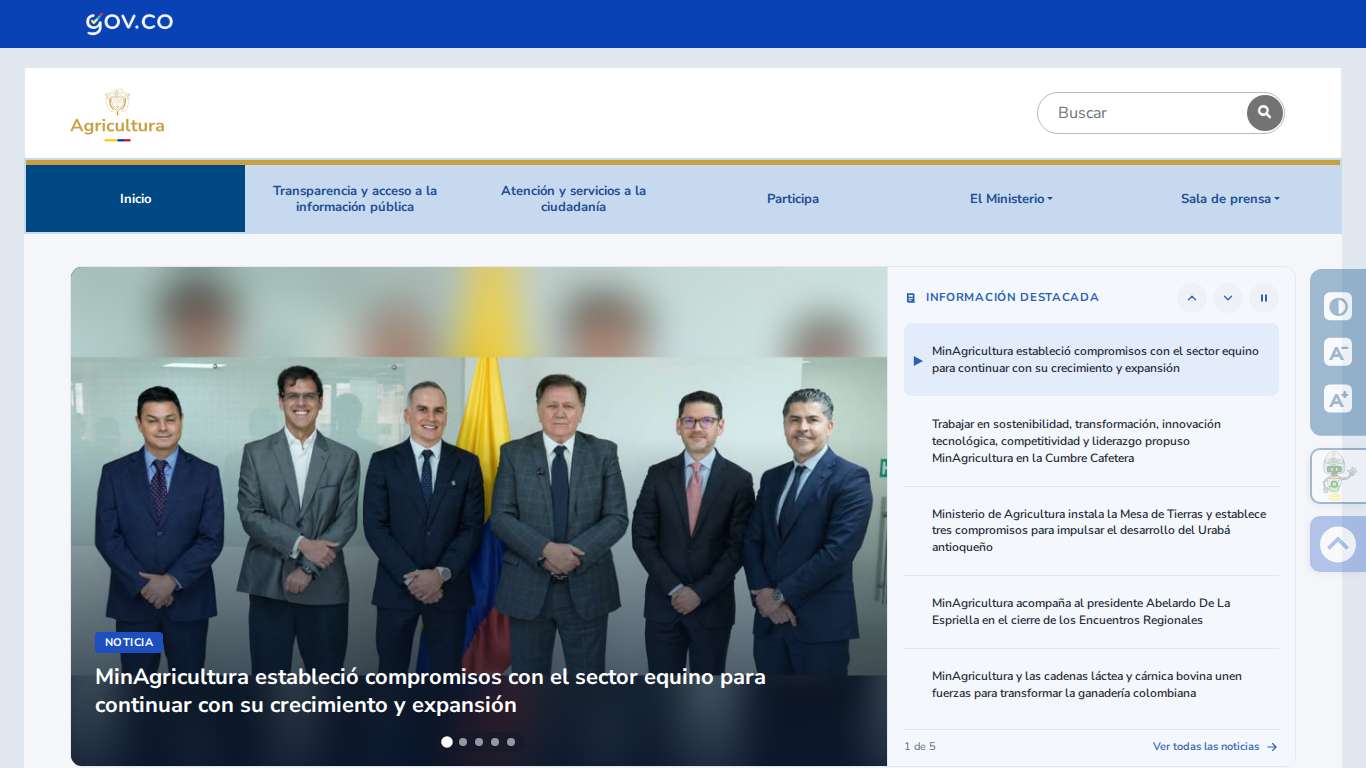 GOV.CO
Agricultura
Buscar
Inicio
Transparencia y acceso a la
información pública
Atención y servicios a la
ciudadanía
Participa
El Ministerio
Sala de prensa
NOTICIA
MinAgricultura estableció compromisos con el sector equino para
continuar con su crecimiento y expansión
INFORMACIÓN DESTACADA
MinAgricultura estableció compromisos con el sector equino
para continuar con su crecimiento y expansión
Trabajar en sostenibilidad, transformación, innovación
tecnológica, competitividad y liderazgo propuso
MinAgricultura en la Cumbre Cafetera
Ministerio de Agricultura instala la Mesa de Tierras y establece
tres compromisos para impulsar el desarrollo del Urabá
antioqueño
MinAgricultura acompaña al presidente Abelardo De La
Espriella en el cierre de los Encuentros Regionales
MinAgricultura y las cadenas láctea y cárnica bovina unen
fuerzas para transformar la ganadería colombiana
1 de 5
Ver todas las noticias
A-
A+